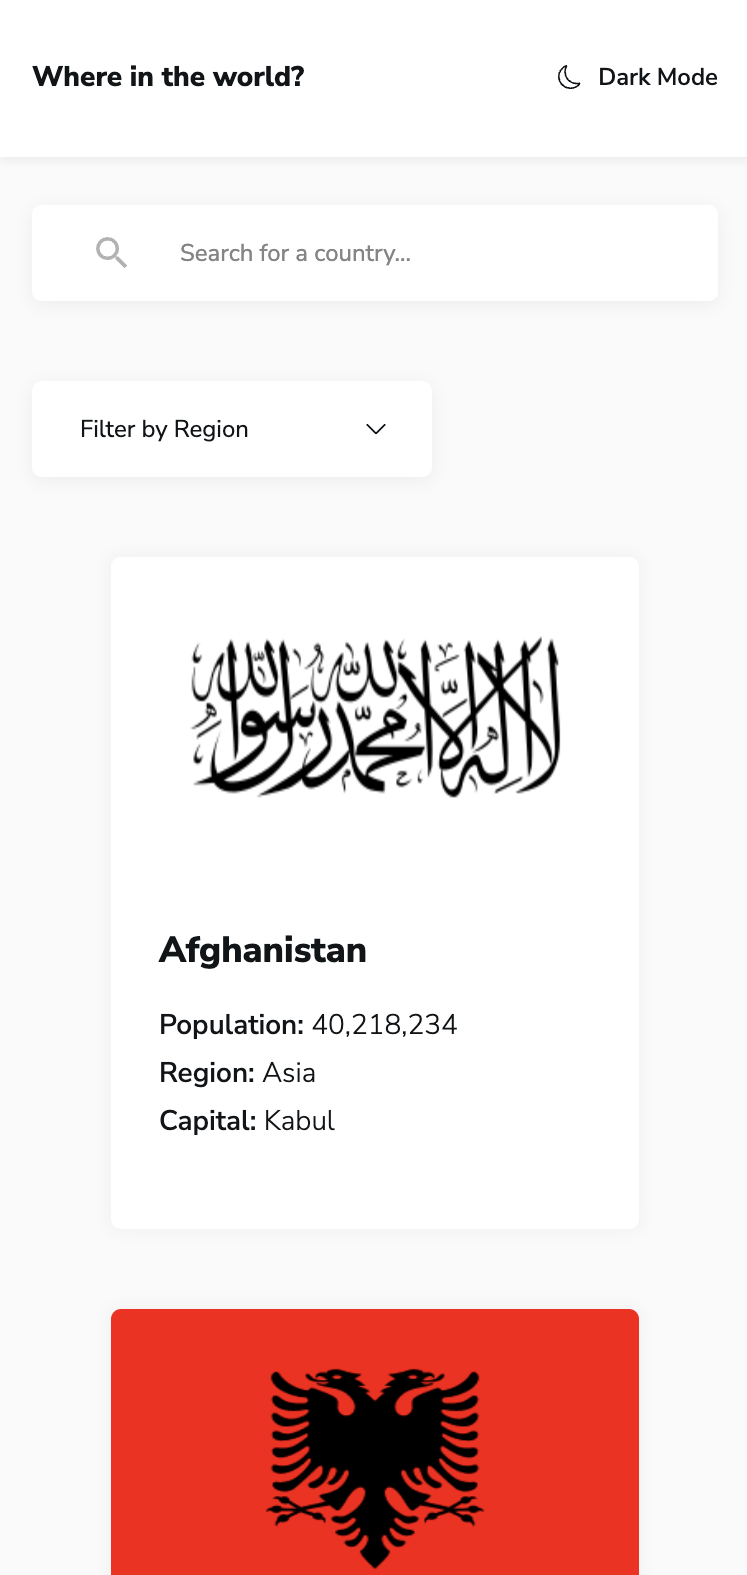 Where in the world?
Dark Mode
Search for a country...
Filter by Region
لا إله إلا الله محمد رسول الله
Afghanistan
Population: 40,218,234
Region: Asia
Capital: Kabul